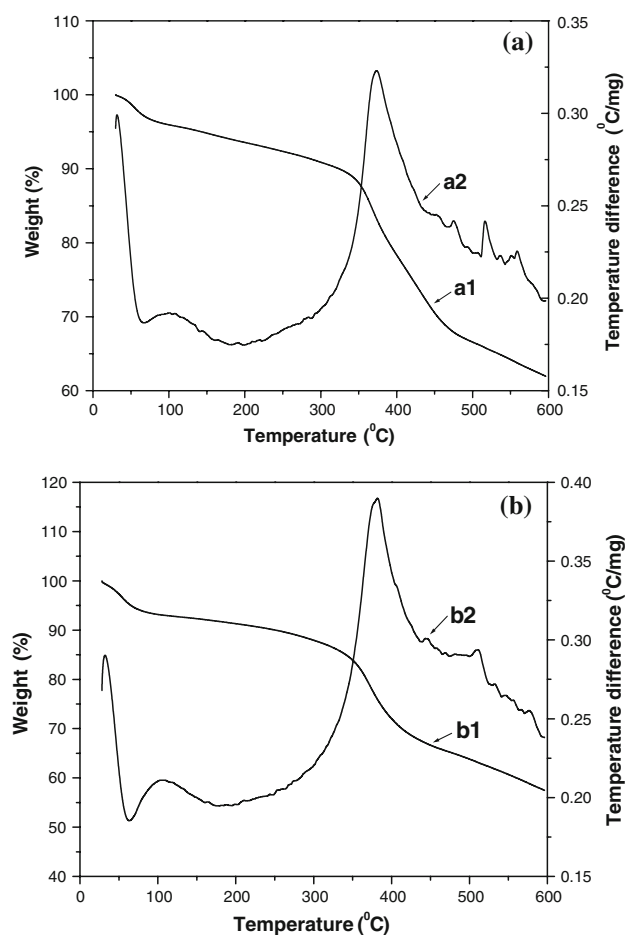 (a)
110
100
90
80
70
60
Weight (%)
0.35
0.30
0.25
0.20
0.15
Temperature difference (⁰C/mg)
a2
a1
0 100 200 300 400 500 600
Temperature (⁰C)
(b)
120
110
100
90
80
70
60
50
40
Weight (%)
0.40
0.35
0.30
0.25
0.20
0.15
Temperature difference (⁰C/mg)
b2
b1
0 100 200 300 400 500 600
Temperature (⁰C)